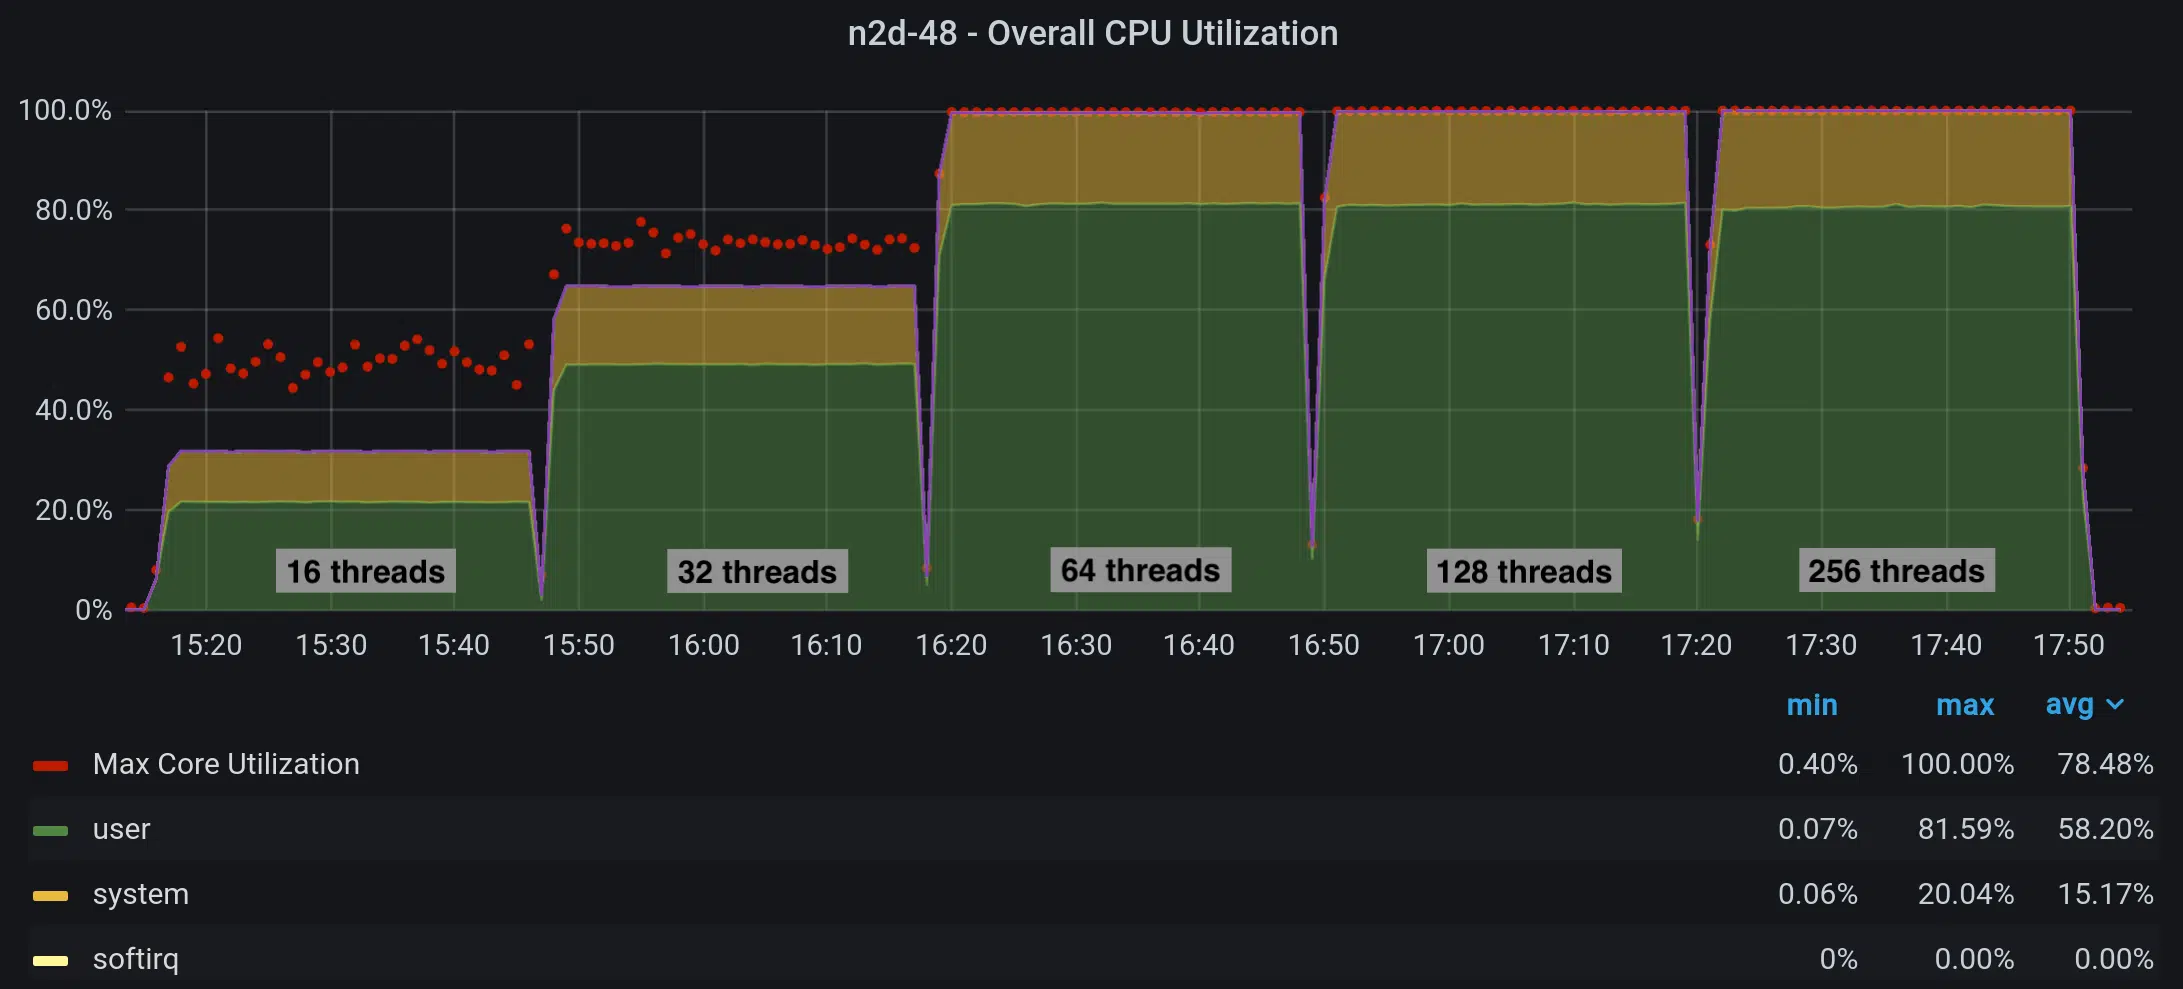 n2d-48 - Overall CPU Utilization
100.0%
80.0%
60.0%
40.0%
20.0%
0%
16 threads 32 threads 64 threads 128 threads 256 threads
15:20 15:30 15:40 15:50 16:00 16:10 16:20 16:30 16:40 16:50 17:00 17:10 17:20 17:30 17:40 17:50
min max avg
Max Core Utilization 0.40% 100.00% 78.48%
user 0.07% 81.59% 58.20%
system 0.06% 20.04% 15.17%
softirq 0% 0.00% 0.00%